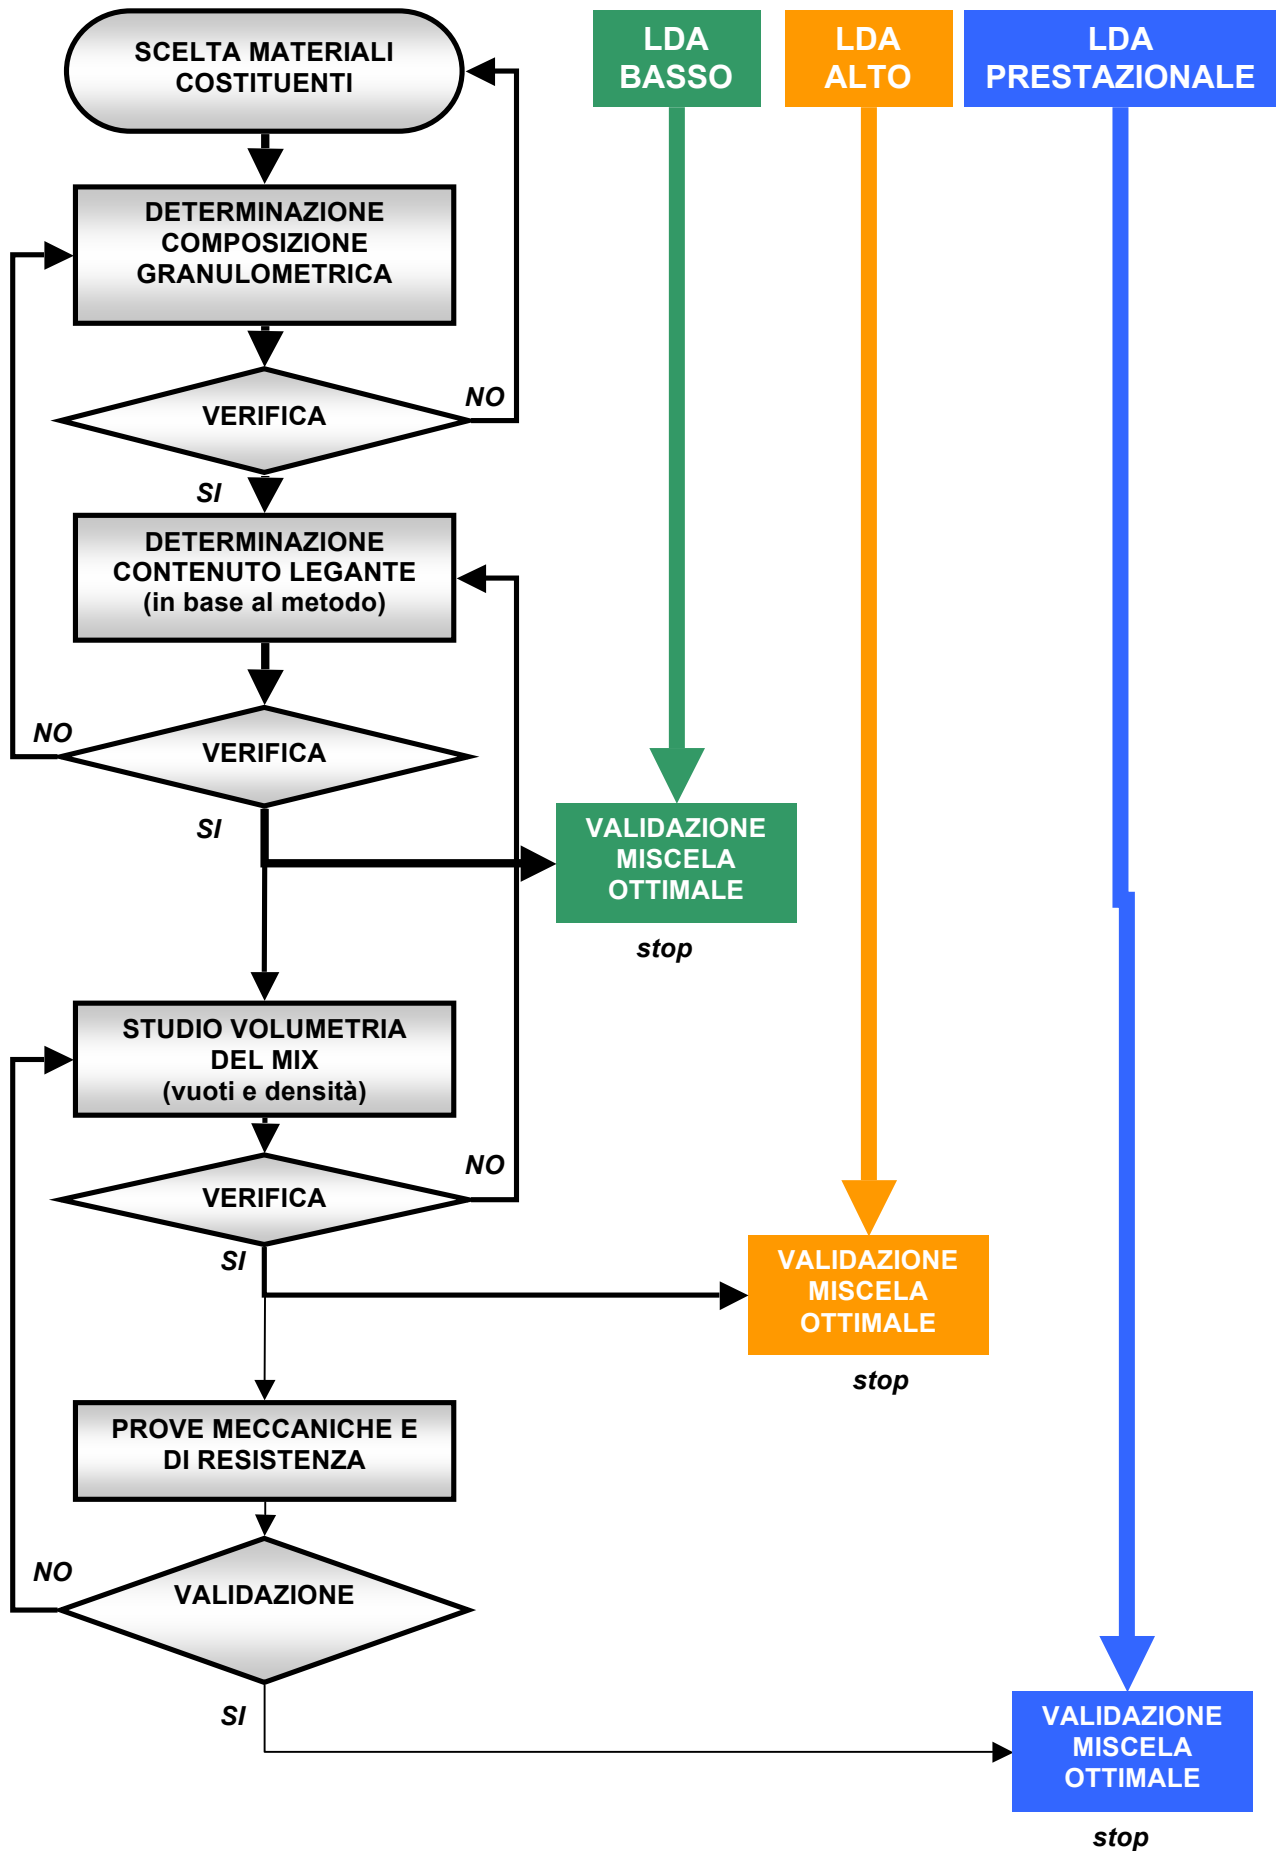 SCELTA MATERIALI
COSTITUENTI
LDA
BASSO
LDA
ALTO
LDA
PRESTAZIONALE
DETERMINAZIONE
COMPOSIZIONE
GRANULOMETRICA
NO
VERIFICA
SI
DETERMINAZIONE
CONTENUTO LEGANTE
(in base al metodo)
NO
VERIFICA
SI
VALIDAZIONE
MISCELA
OTTIMALE
stop
STUDIO VOLUMETRIA
DEL MIX
(vuoti e densità)
NO
VERIFICA
SI
VALIDAZIONE
MISCELA
OTTIMALE
stop
PROVE MECCANICHE E
DI RESISTENZA
NO
VALIDAZIONE
SI
VALIDAZIONE
MISCELA
OTTIMALE
stop